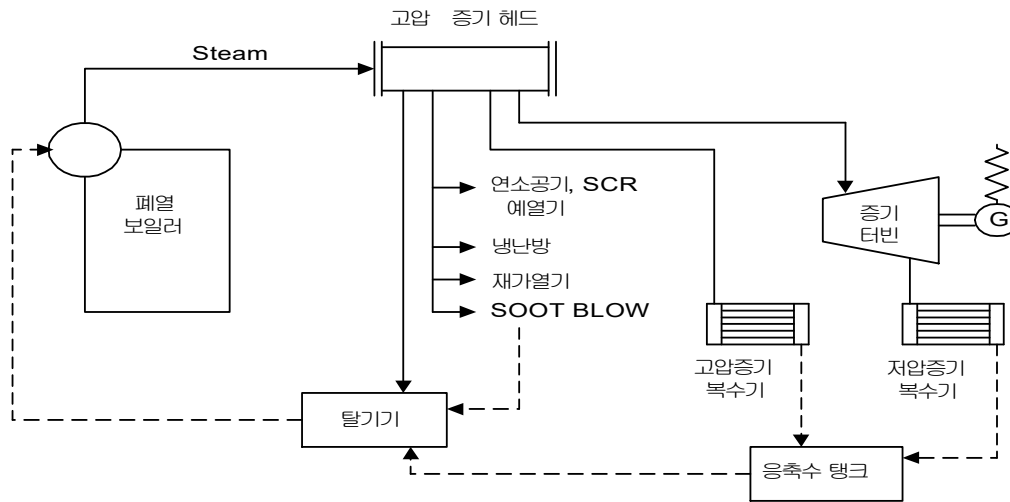 고압 증기 헤드
Steam
폐열
보일러
연소공기, SCR
예열기
냉난방
재가열기
SOOT BLOW
증기
터빈
G
고압증기
복수기
저압증기
복수기
탈기기
응축수 탱크